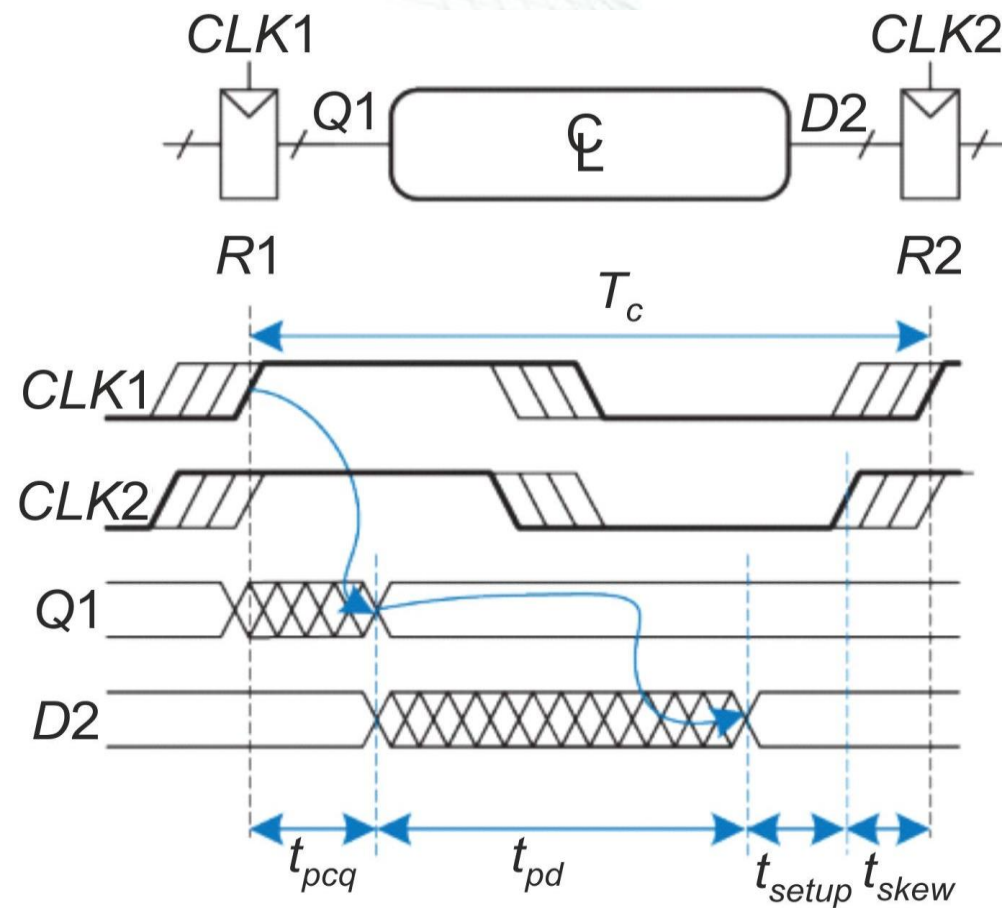 CLK1 CLK2
Q1 CL D2
R1 R2
Tc
CLK1
CLK2
Q1
D2
tpcq tpd tsetup tskew